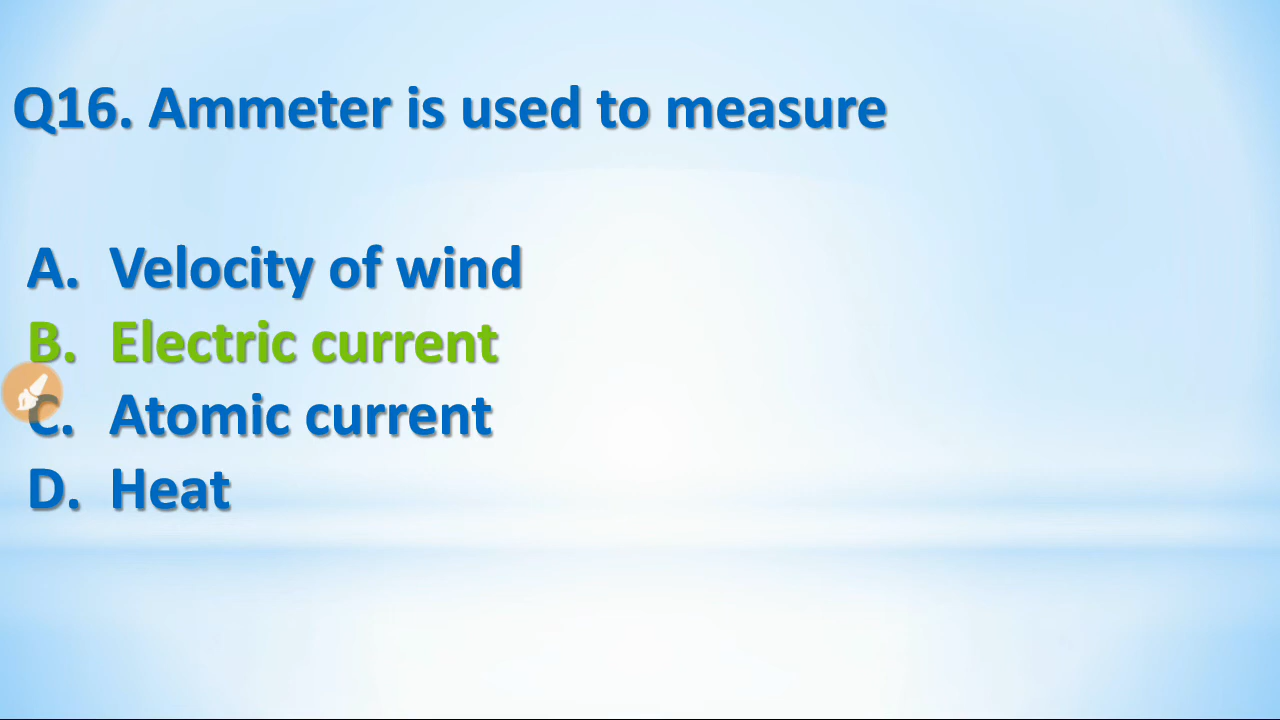 Q16. Ammeter is used to measure
A. Velocity of wind
B. Electric current
C. Atomic current
D. Heat